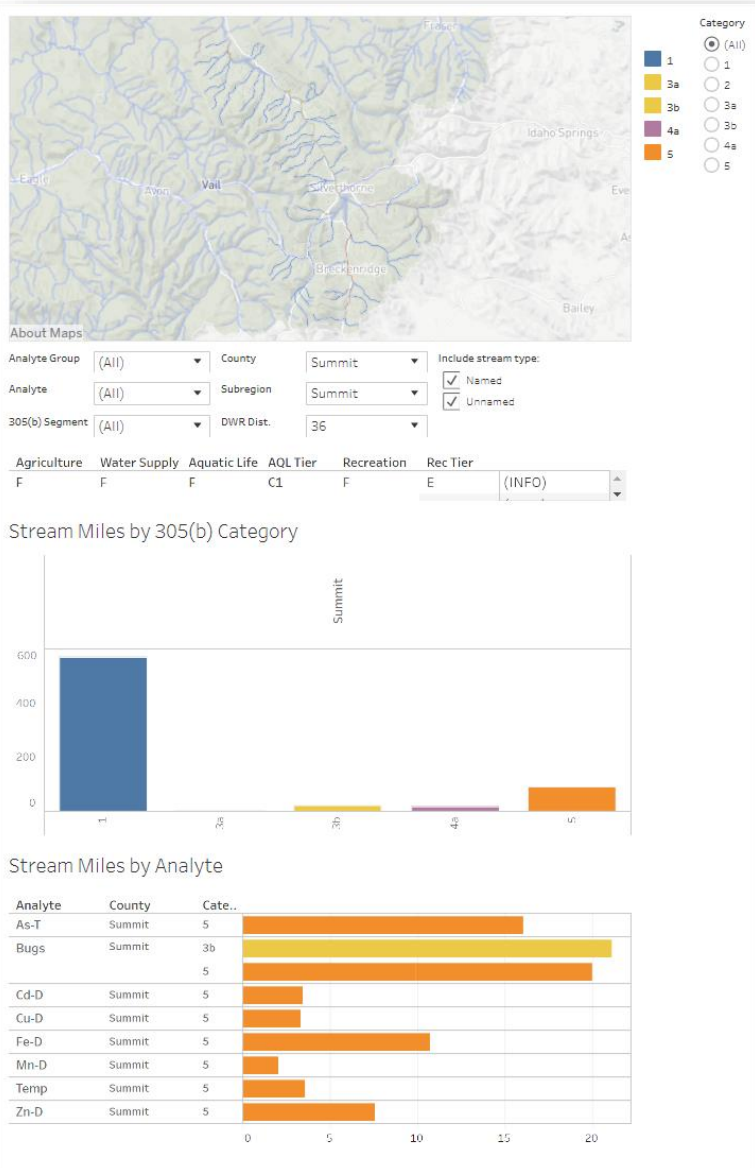 Fraser
Idaho Springs
Eagle
Avon
Vail
Silverthorne
Breckenridge
Bailey
About Maps
1
3a
3b
4a
5
Category
(All)
1
2
3a
3b
4a
5
Analyte Group (All) County Summit Include stream type:
Named
Analyte (All) Subregion Summit
Unnamed
305(b) Segment (All) DWR Dist. 36
Agriculture Water Supply Aquatic Life AQL Tier Recreation Rec Tier
F F F C1 F E (INFO)
Stream Miles by 305(b) Category
Summit
600
400
200
0
1 3a 3b 4a 5
Stream Miles by Analyte
Analyte County Cate..
As-T Summit 5
Bugs Summit 3b
5
Cd-D Summit 5
Cu-D Summit 5
Fe-D Summit 5
Mn-D Summit 5
Temp Summit 5
Zn-D Summit 5
0 5 10 15 20